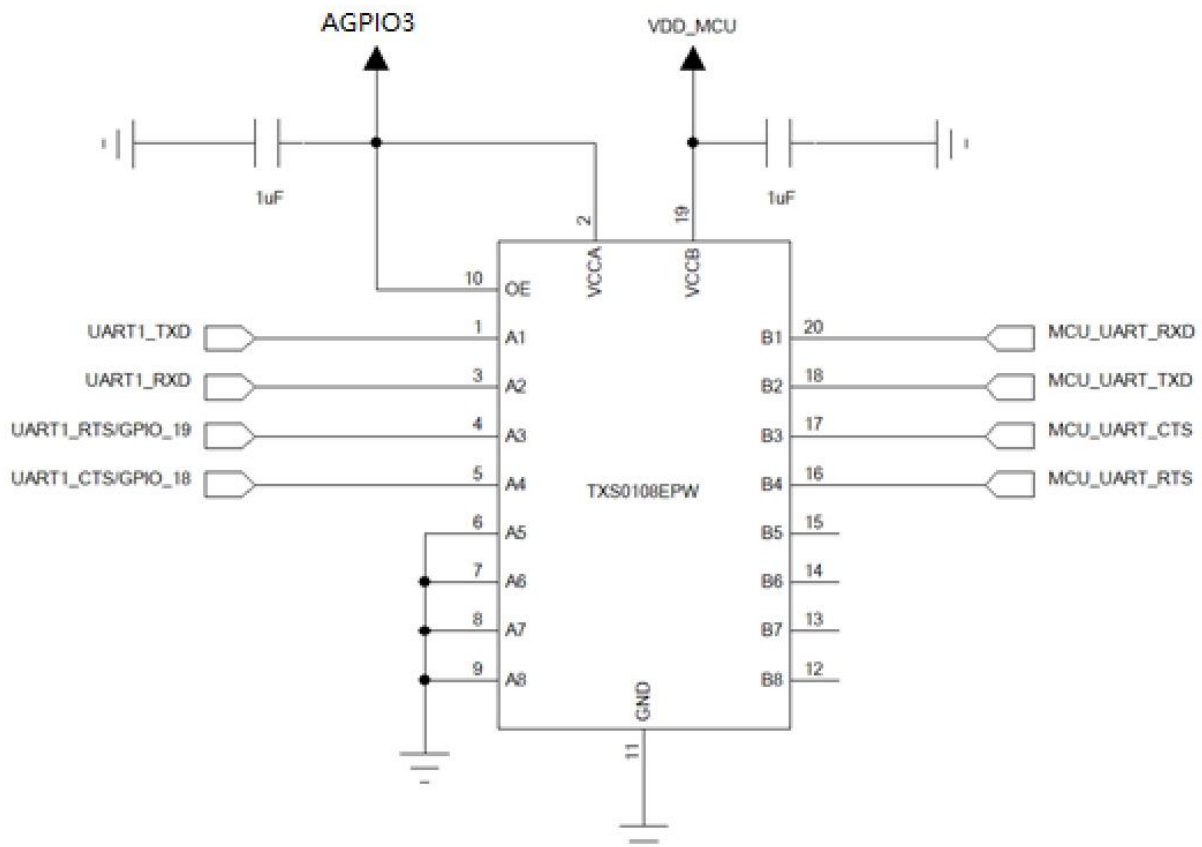 AGPIO3
VDD_MCU
1uF
1uF
2
19
VCCA
VCCB
10
OE
UART1_TXD
1
A1
B1
20
MCU_UART_RXD
UART1_RXD
3
A2
B2
18
MCU_UART_TXD
UART1_RTS/GPIO_19
4
A3
B3
17
MCU_UART_CTS
UART1_CTS/GPIO_18
5
A4
TXS0108EPW
B4
16
MCU_UART_RTS
6
A5
B5
15
7
A6
B6
14
8
A7
B7
13
9
A8
B8
12
GND
11